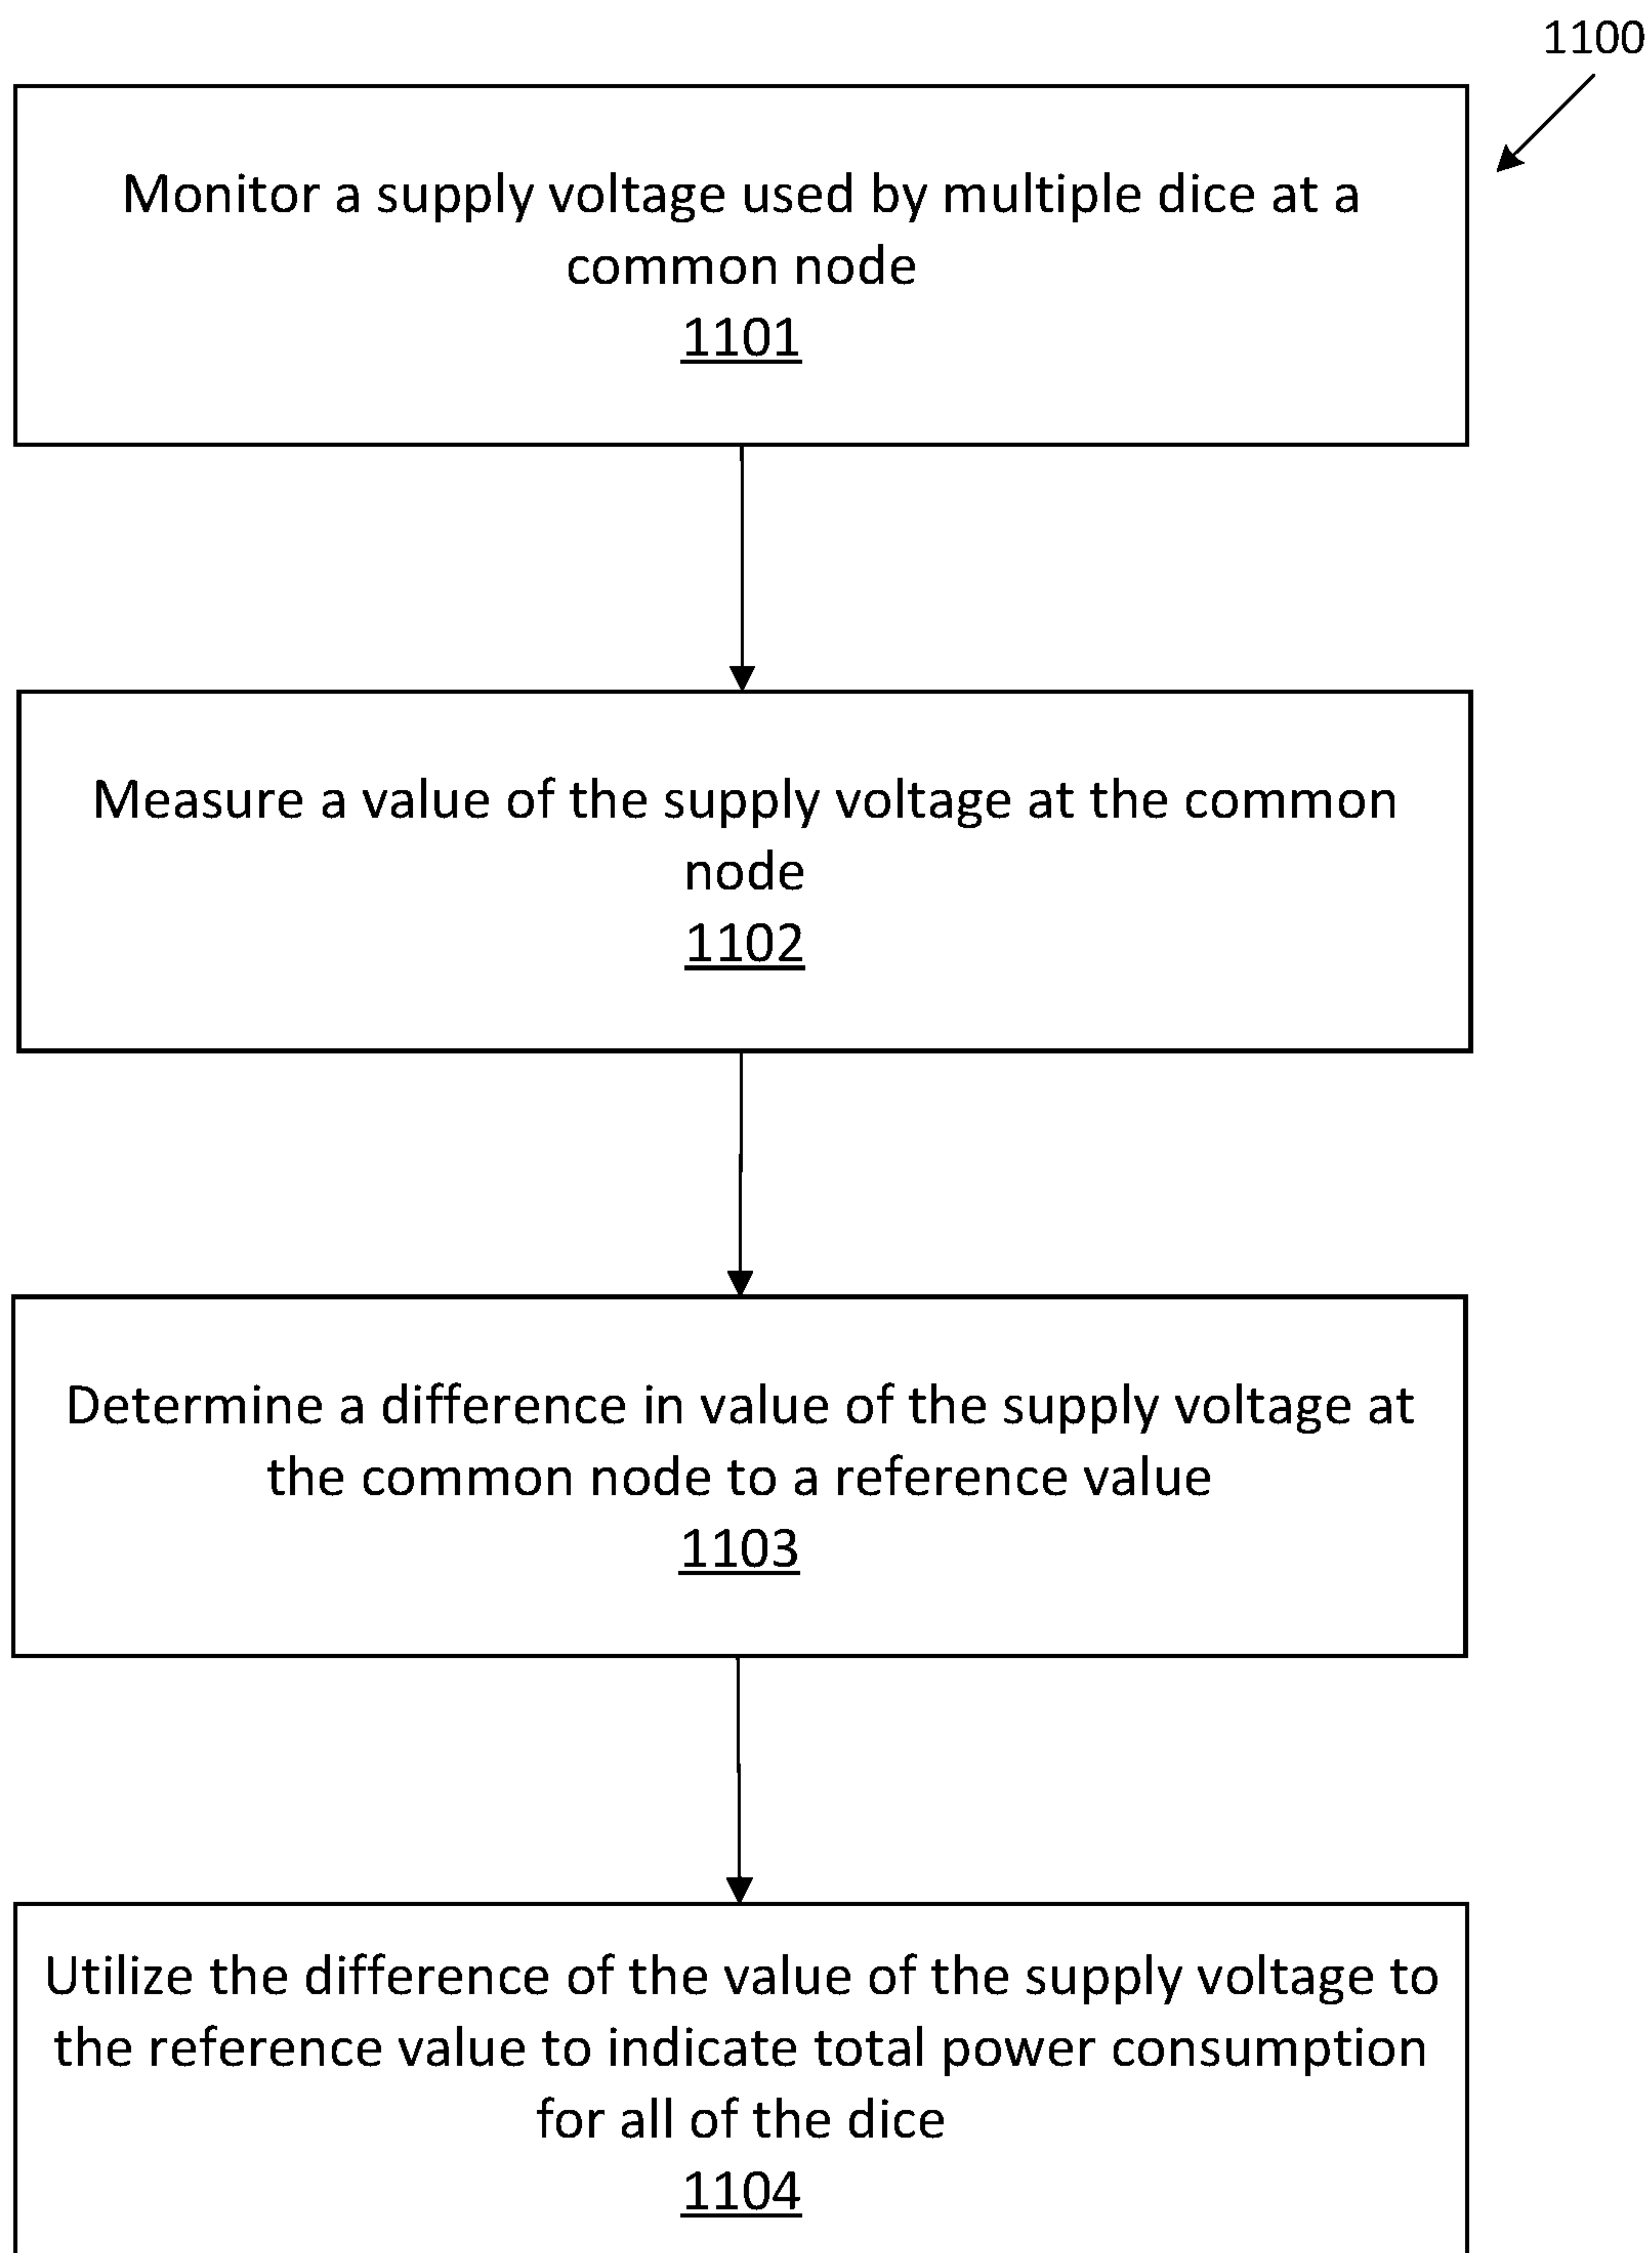 1100
Monitor a supply voltage used by multiple dice at a
common node
1101
Measure a value of the supply voltage at the common
node
1102
Determine a difference in value of the supply voltage at
the common node to a reference value
1103
Utilize the difference of the value of the supply voltage to
the reference value to indicate total power consumption
for all of the dice
1104